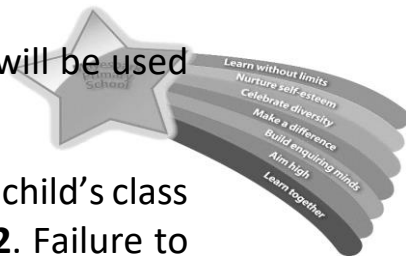 will be used
School
Learn without limits
Nurture self-esteem
Celebrate diversity
Make a difference
Build enquiring minds
Aim high
Learn together
child's class
2. Failure to